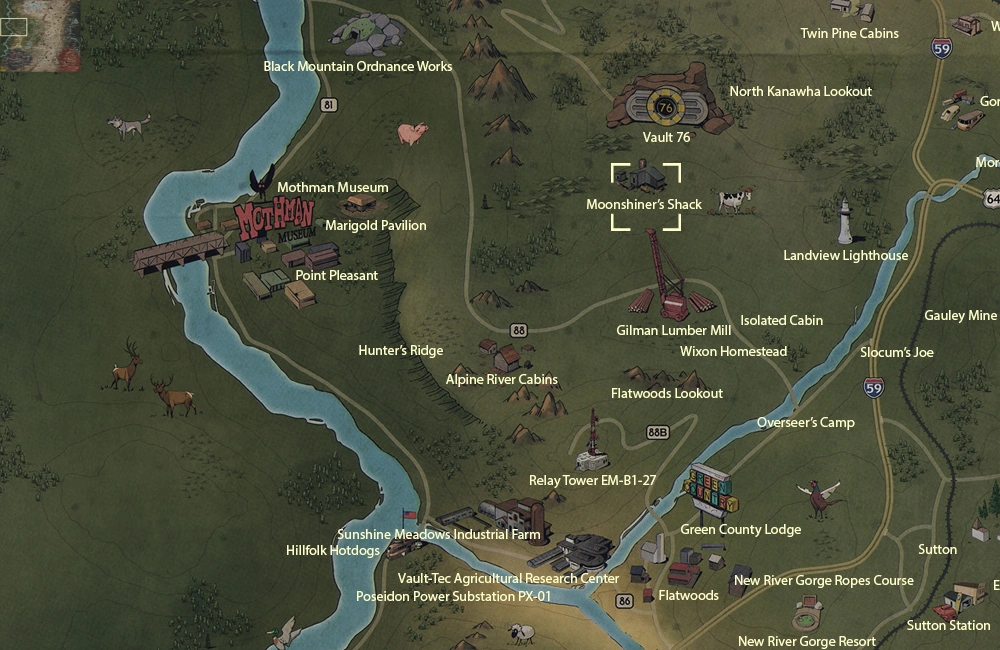 Twin Pine Cabins
59
Black Mountain Ordnance Works
North Kanawha Lookout
81
76
Vault 76
Mothman Museum
Moonshiner's Shack
64
MOTHMAN
MUSEUM
Marigold Pavilion
Landview Lighthouse
Point Pleasant
Gauley Mine
Isolated Cabin
88
Gilman Lumber Mill
Hunter's Ridge
Wixon Homestead
Slocum's Joe
Alpine River Cabins
59
Flatwoods Lookout
Overseer's Camp
88B
Relay Tower EM-B1-27
GREEN
COUNTRY
Green County Lodge
Sunshine Meadows Industrial Farm
Hillfolk Hotdogs
Sutton
Vault-Tec Agricultural Research Center
New River Gorge Ropes Course
Poseidon Power Substation PX-01
86
Flatwoods
Sutton Station
New River Gorge Resort